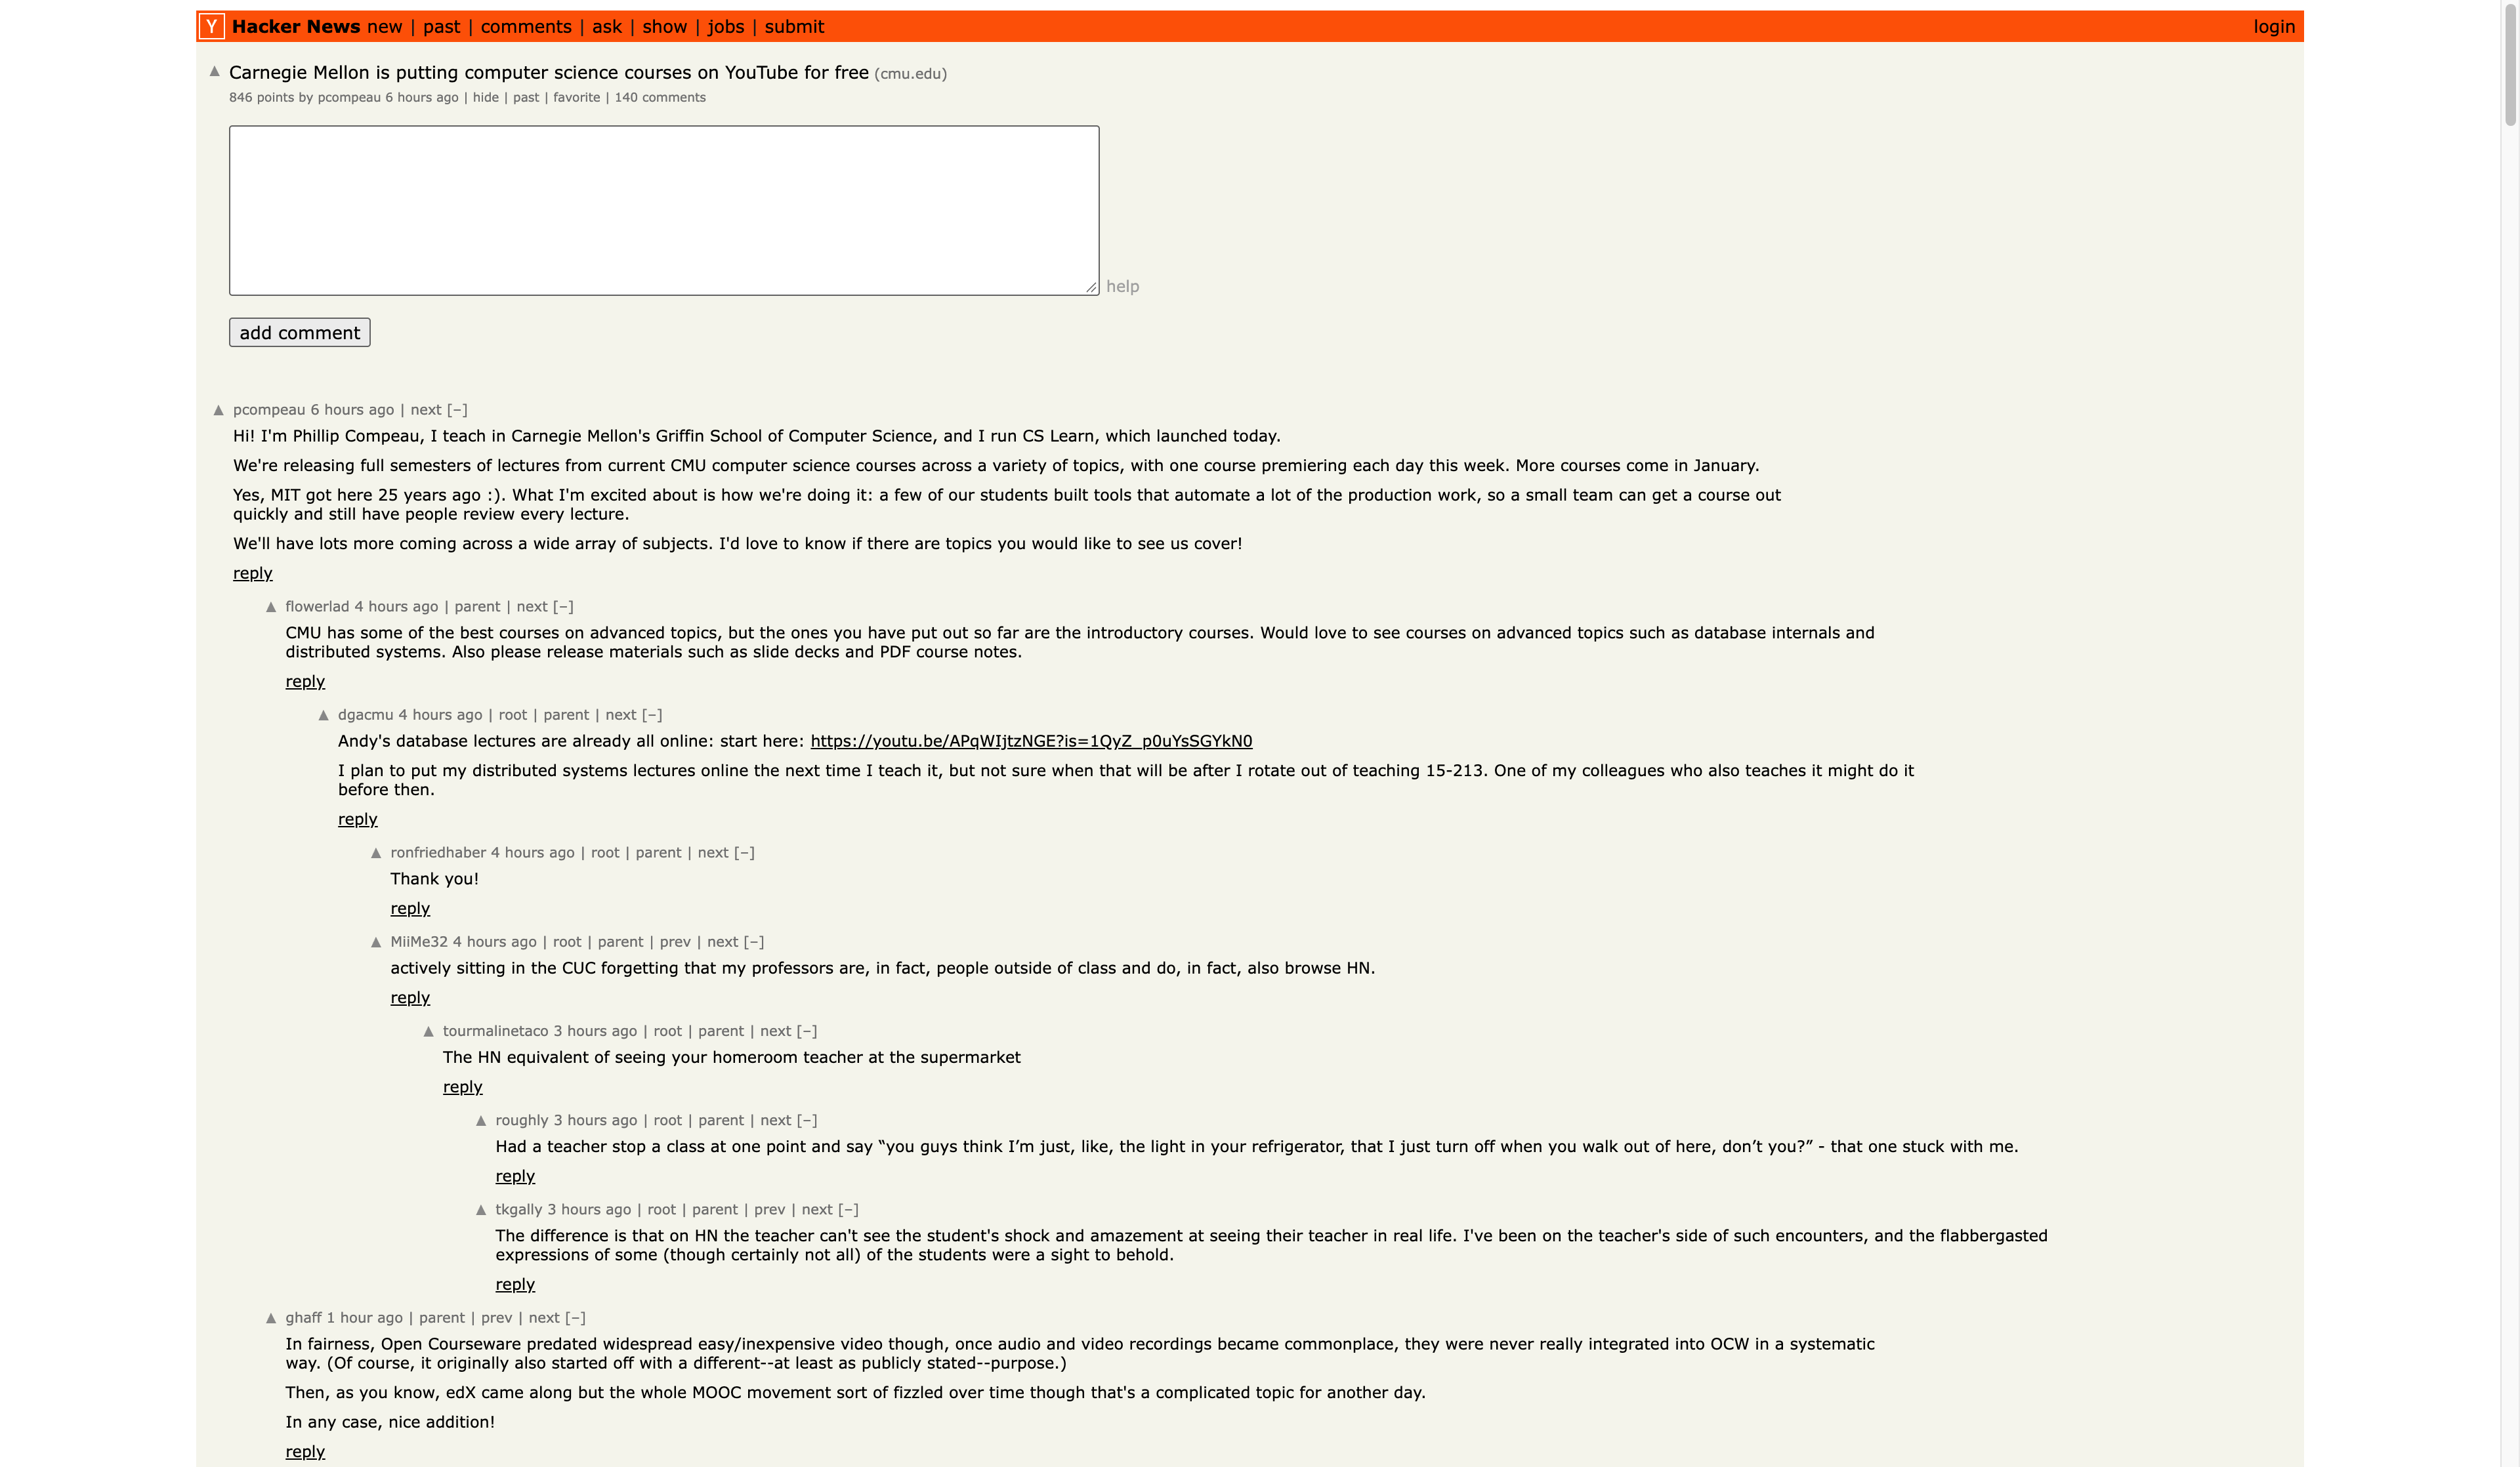 Y Hacker News new | past | comments | ask | show | jobs | submit login
▲ Carnegie Mellon is putting computer science courses on YouTube for free (cmu.edu)
846 points by pcompeau 6 hours ago | hide | past | favorite | 140 comments
help
add comment
▲ pcompeau 6 hours ago | next [–]
Hi! I'm Phillip Compeau, I teach in Carnegie Mellon's Griffin School of Computer Science, and I run CS Learn, which launched today.
We're releasing full semesters of lectures from current CMU computer science courses across a variety of topics, with one course premiering each day this week. More courses come in January.
Yes, MIT got here 25 years ago :). What I'm excited about is how we're doing it: a few of our students built tools that automate a lot of the production work, so a small team can get a course out
quickly and still have people review every lecture.
We'll have lots more coming across a wide array of subjects. I'd love to know if there are topics you would like to see us cover!
reply
▲ flowerlad 4 hours ago | parent | next [–]
CMU has some of the best courses on advanced topics, but the ones you have put out so far are the introductory courses. Would love to see courses on advanced topics such as database internals and
distributed systems. Also please release materials such as slide decks and PDF course notes.
reply
▲ dgacmu 4 hours ago | root | parent | next [–]
Andy's database lectures are already all online: start here: https://youtu.be/APqWIjtzNGE?is=1QyZ_p0uYsSGYkN0
I plan to put my distributed systems lectures online the next time I teach it, but not sure when that will be after I rotate out of teaching 15-213. One of my colleagues who also teaches it might do it
before then.
reply
▲ ronfriedhaber 4 hours ago | root | parent | next [–]
Thank you!
reply
▲ MiiMe32 4 hours ago | root | parent | prev | next [–]
actively sitting in the CUC forgetting that my professors are, in fact, people outside of class and do, in fact, also browse HN.
reply
▲ tourmalinetaco 3 hours ago | root | parent | next [–]
The HN equivalent of seeing your homeroom teacher at the supermarket
reply
▲ roughly 3 hours ago | root | parent | next [–]
Had a teacher stop a class at one point and say “you guys think I’m just, like, the light in your refrigerator, that I just turn off when you walk out of here, don’t you?” - that one stuck with me.
reply
▲ tkgally 3 hours ago | root | parent | prev | next [–]
The difference is that on HN the teacher can't see the student's shock and amazement at seeing their teacher in real life. I've been on the teacher's side of such encounters, and the flabbergasted
expressions of some (though certainly not all) of the students were a sight to behold.
reply
▲ ghaff 1 hour ago | parent | prev | next [–]
In fairness, Open Courseware predated widespread easy/inexpensive video though, once audio and video recordings became commonplace, they were never really integrated into OCW in a systematic
way. (Of course, it originally also started off with a different--at least as publicly stated--purpose.)
Then, as you know, edX came along but the whole MOOC movement sort of fizzled over time though that's a complicated topic for another day.
In any case, nice addition!
reply